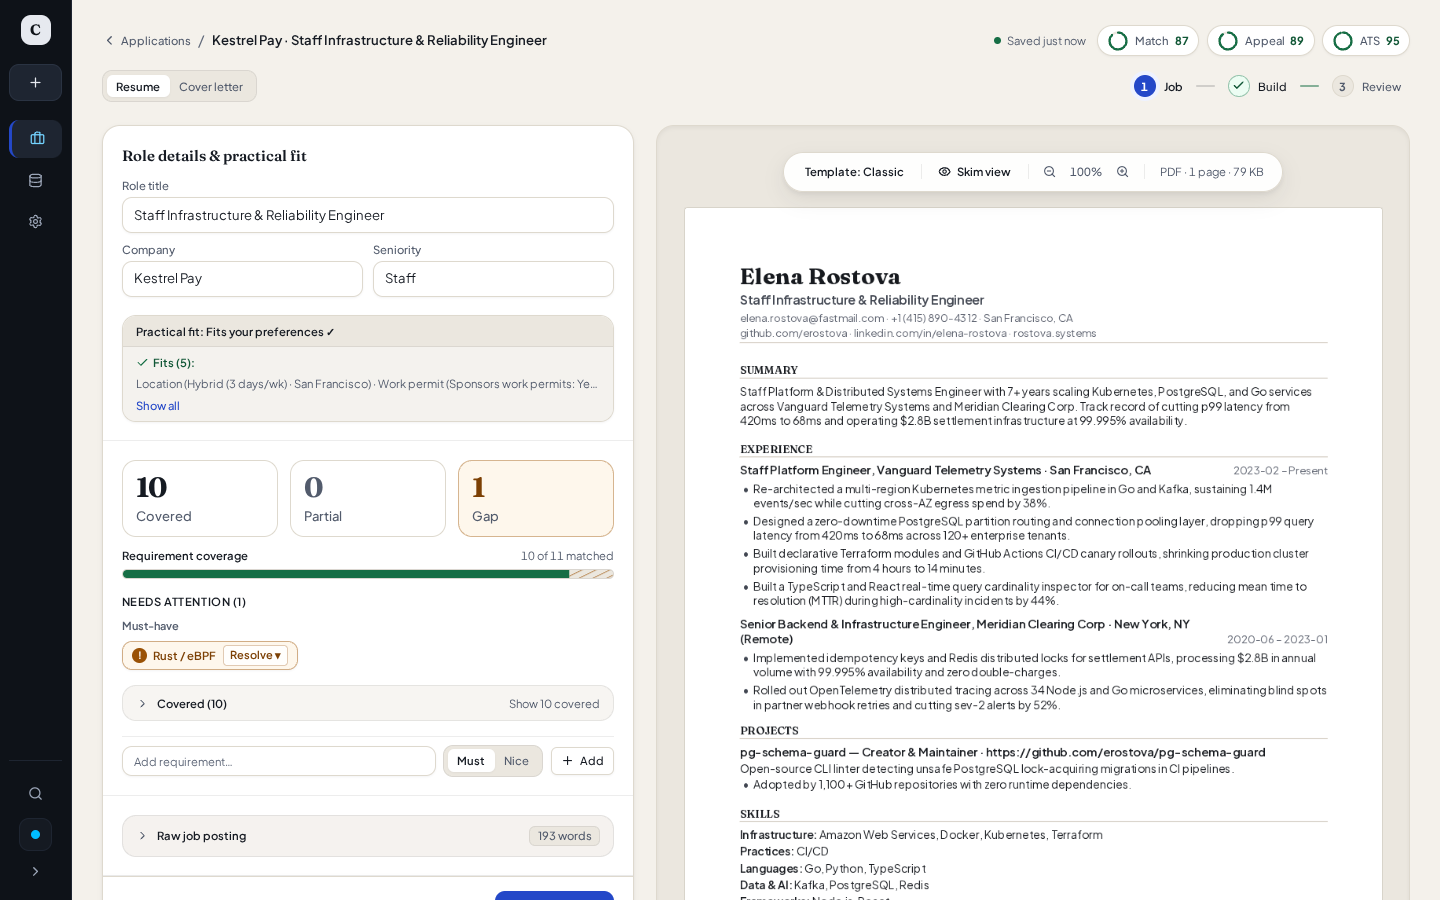 C
Applications / Kestrel Pay · Staff Infrastructure & Reliability Engineer
Saved just now
Match 87
Appeal 89
ATS 95
Resume
Cover letter
1 Job
Build
3 Review
Role details & practical fit
Role title
Staff Infrastructure & Reliability Engineer
Company
Seniority
Kestrel Pay
Staff
Practical fit: Fits your preferences ✓
Fits (5):
Location (Hybrid (3 days/wk) · San Francisco) · Work permit (Sponsors work permits: Ye...
Show all
10
Covered
0
Partial
1
Gap
Requirement coverage
10 of 11 matched
NEEDS ATTENTION (1)
Must-have
! Rust / eBPF
Resolve ▾
Covered (10)
Show 10 covered
Add requirement...
Must
Nice
+ Add
Raw job posting
193 words
Template: Classic
Skim view
100%
PDF · 1 page · 79 KB
Elena Rostova
Staff Infrastructure & Reliability Engineer
elena.rostova@fastmail.com · +1 (415) 890-4312 · San Francisco, CA
github.com/erostova · linkedin.com/in/elena-rostova · rostova.systems
SUMMARY
Staff Platform & Distributed Systems Engineer with 7+ years scaling Kubernetes, PostgreSQL, and Go services
across Vanguard Telemetry Systems and Meridian Clearing Corp. Track record of cutting p99 latency from
420ms to 68ms and operating $2.8B settlement infrastructure at 99.995% availability.
EXPERIENCE
Staff Platform Engineer, Vanguard Telemetry Systems · San Francisco, CA
2023-02 – Present
• Re-architected a multi-region Kubernetes metric ingestion pipeline in Go and Kafka, sustaining 1.4M
events/sec while cutting cross-AZ egress spend by 38%.
• Designed a zero-downtime PostgreSQL partition routing and connection pooling layer, dropping p99 query
latency from 420ms to 68ms across 120+ enterprise tenants.
• Built declarative Terraform modules and GitHub Actions CI/CD canary rollouts, shrinking production cluster
provisioning time from 4 hours to 14 minutes.
• Built a TypeScript and React real-time query cardinality inspector for on-call teams, reducing mean time to
resolution (MTTR) during high-cardinality incidents by 44%.
Senior Backend & Infrastructure Engineer, Meridian Clearing Corp · New York, NY
(Remote)
2020-06 – 2023-01
• Implemented idempotency keys and Redis distributed locks for settlement APIs, processing $2.8B in annual
volume with 99.995% availability and zero double-charges.
• Rolled out OpenTelemetry distributed tracing across 34 Node.js and Go microservices, eliminating blind spots
in partner webhook retries and cutting sev-2 alerts by 52%.
PROJECTS
pg-schema-guard — Creator & Maintainer · https://github.com/erostova/pg-schema-guard
Open-source CLI linter detecting unsafe PostgreSQL lock-acquiring migrations in CI pipelines.
• Adopted by 1,100+ GitHub repositories with zero runtime dependencies.
SKILLS
Infrastructure: Amazon Web Services, Docker, Kubernetes, Terraform
Practices: CI/CD
Languages: Go, Python, TypeScript
Data & AI: Kafka, PostgreSQL, Redis